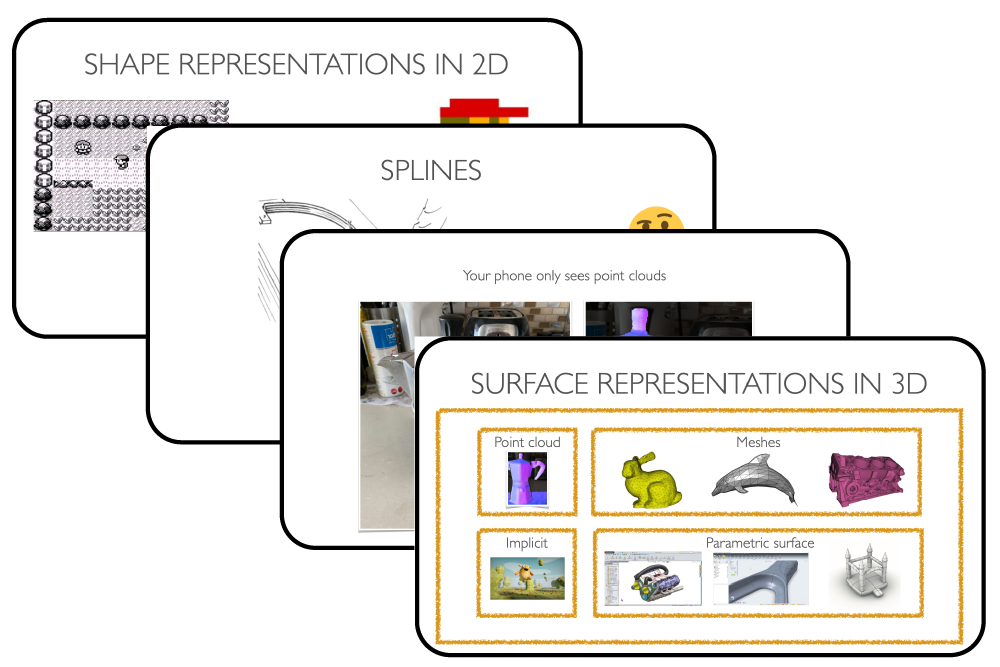 SHAPE REPRESENTATIONS IN 2D
SPLINES
Your phone only sees point clouds
SURFACE REPRESENTATIONS IN 3D
Point cloud
Meshes
Implicit
Parametric surface